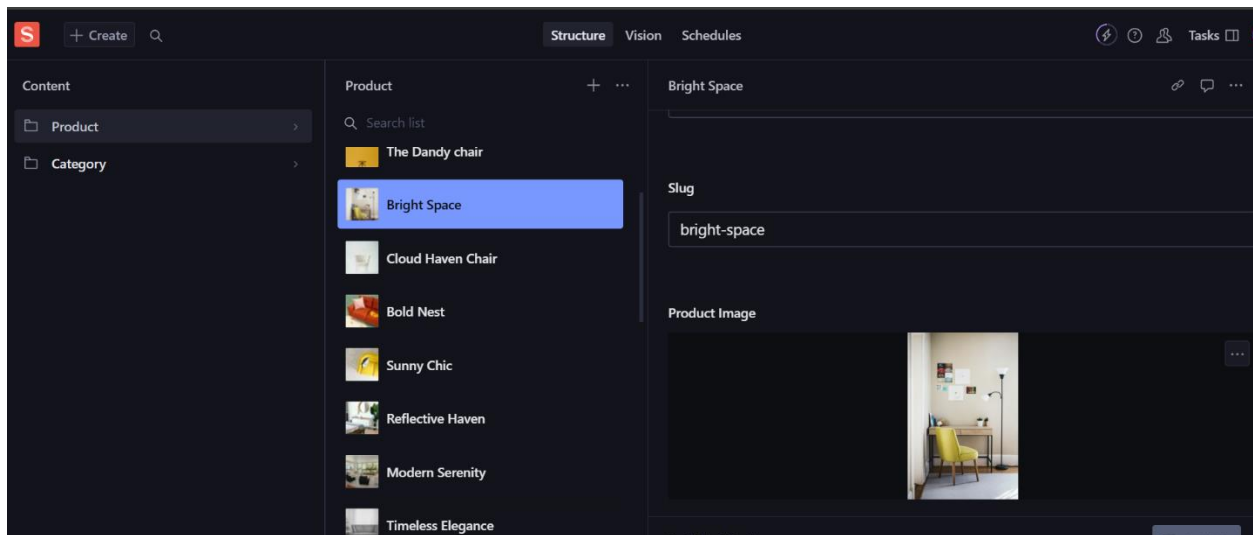 S
+ Create
Structure Vision Schedules
Tasks
Content
Product
Category
Product
Search list
The Dandy chair
Bright Space
Cloud Haven Chair
Bold Nest
Sunny Chic
Reflective Haven
Modern Serenity
Timeless Elegance
Bright Space
Slug
bright-space
Product Image